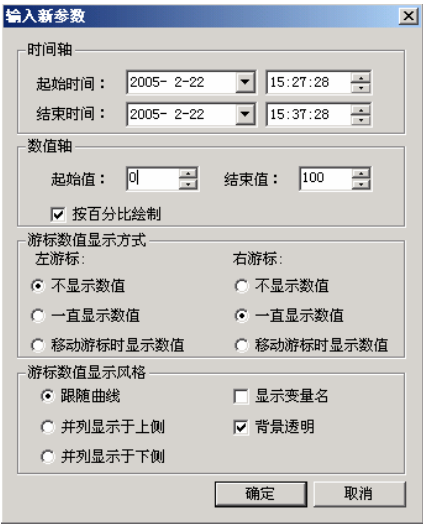 输入新参数
时间轴
起始时间： 2005- 2-22 15:27:28
结束时间： 2005- 2-22 15:37:28
数值轴
起始值： 0 结束值： 100
按百分比绘制
游标数值显示方式
左游标: 右游标:
不显示数值 不显示数值
一直显示数值 一直显示数值
移动游标时显示数值 移动游标时显示数值
游标数值显示风格
跟随曲线 显示变量名
并列显示于上侧 背景透明
并列显示于下侧
确定 取消